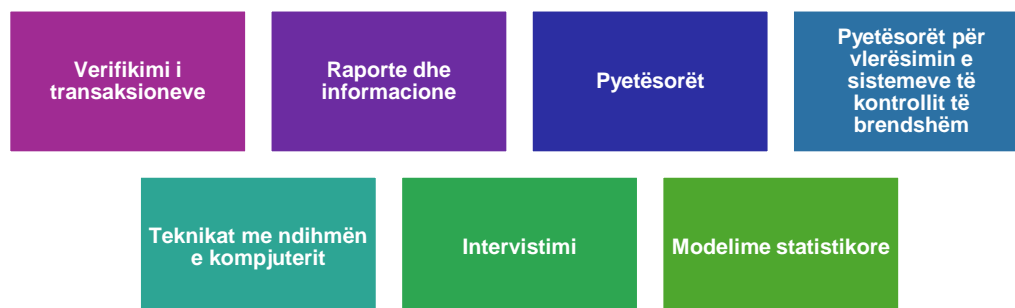 Verifikimi i
transaksioneve
Raporte dhe
informacione
Pyetësorët
Pyetësorët për
vlerësimin e
sistemeve të
kontrollit të
brendshëm
Teknikat me ndihmën
e kompjuterit
Intervistimi
Modelime statistikore